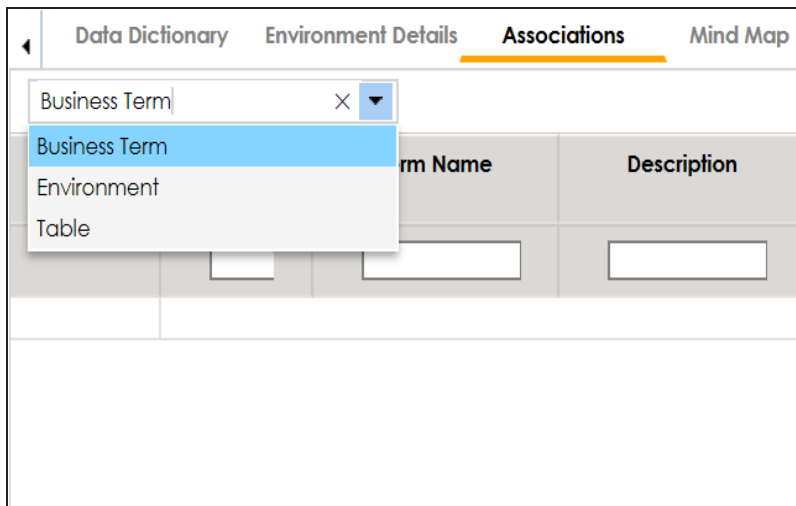 Data Dictionary Environment Details Associations Mind Map
Business Term
Business Term
Environment
Table
rm Name Description